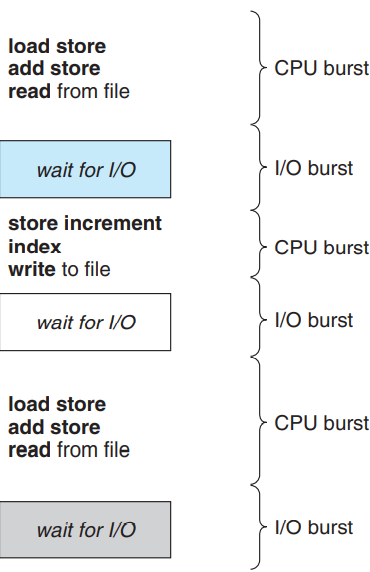 load store
add store
read from file
CPU burst
wait for I/O
I/O burst
store increment
index
write to file
CPU burst
wait for I/O
I/O burst
load store
add store
read from file
CPU burst
wait for I/O
I/O burst